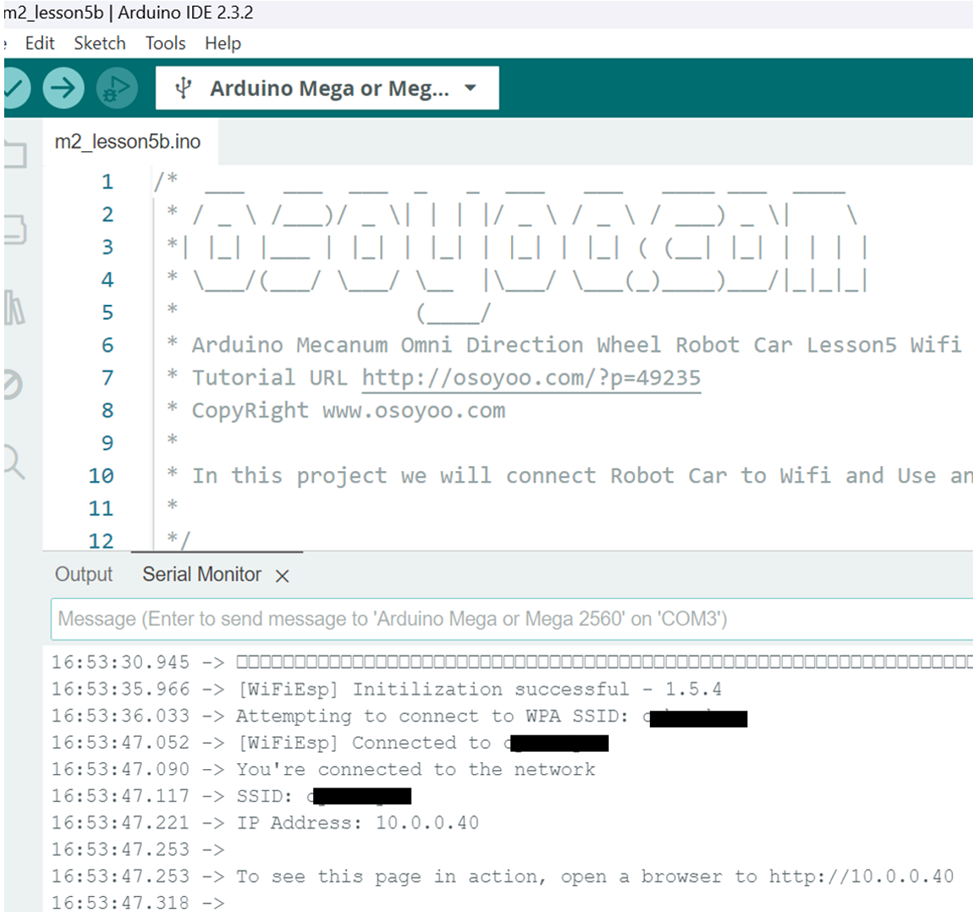 m2_lesson5b | Arduino IDE 2.3.2
Edit Sketch Tools Help
Arduino Mega or Meg...
m2_lesson5b.ino
1 /*  ___   ___  ___  _   _  ___   ___   ____ ___  ____
2  * / _ \ /___)/ _ \| | | |/ _ \ / _ \ / ___) _ \|    \
3  *| |_| |___ | |_| | |_| | |_| | |_| ( (__| |_| | | | |
4  * \___/(___/ \___/ \__  |\___/ \___(_)____)___/|_|_|_|
5  *                  (____/
6  * Arduino Mecanum Omni Direction Wheel Robot Car Lesson5 Wifi
7  * Tutorial URL http://osoyoo.com/?p=49235
8  * CopyRight www.osoyoo.com
9  *
10  * In this project we will connect Robot Car to Wifi and Use an
11  *
12  */
Output Serial Monitor
Message (Enter to send message to 'Arduino Mega or Mega 2560' on 'COM3')
16:53:30.945 ->
16:53:35.966 -> [WiFiEsp] Initilization successful - 1.5.4
16:53:36.033 -> Attempting to connect to WPA SSID:
16:53:47.052 -> [WiFiEsp] Connected to
16:53:47.090 -> You're connected to the network
16:53:47.117 -> SSID:
16:53:47.221 -> IP Address: 10.0.0.40
16:53:47.253 ->
16:53:47.253 -> To see this page in action, open a browser to http://10.0.0.40
16:53:47.318 ->